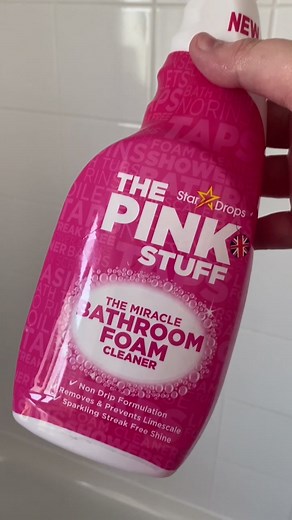 NEW
THE
Star Drops
PINK
STUFF
THE MIRACLE
BATHROOM
FOAM
CLEANER
✓ Non Drip Formulation
Removes & Prevents Limescale
Sparkling Streak Free Shine